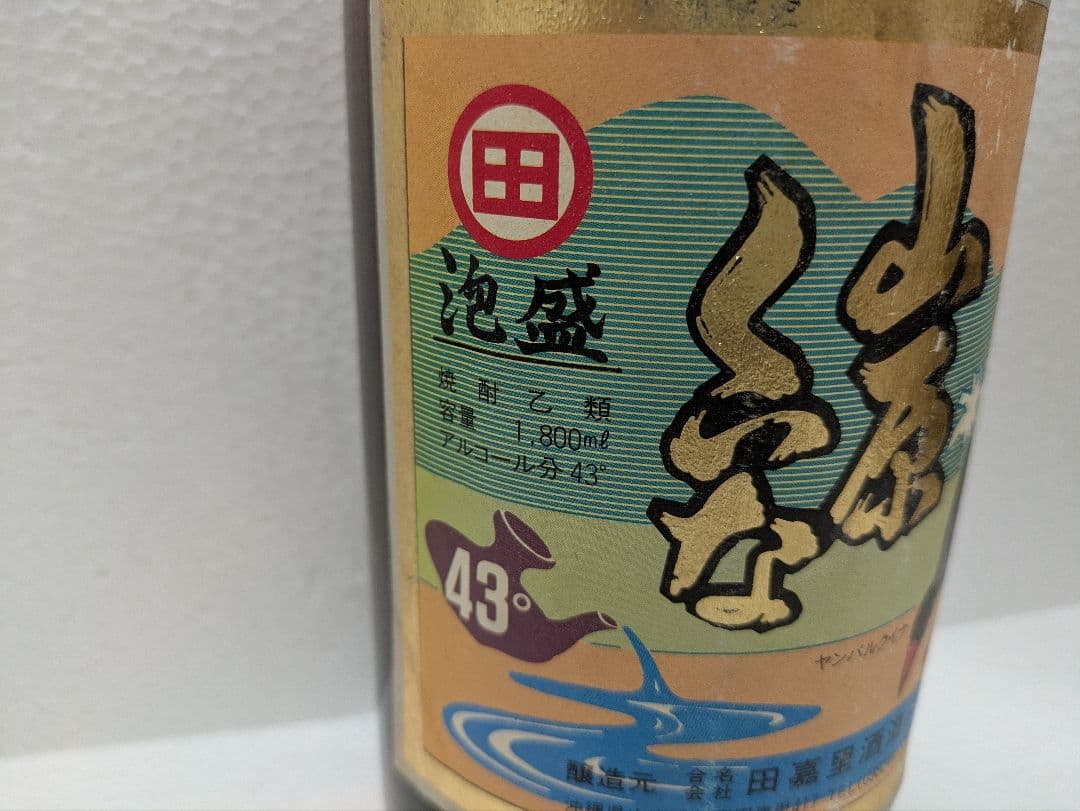 田
山原
くいな
泡盛
焼酎乙類
容量 1,800mℓ
アルコール分 43°
43°
ヤンバルクイナ
醸造元 合名会社 田嘉里酒造